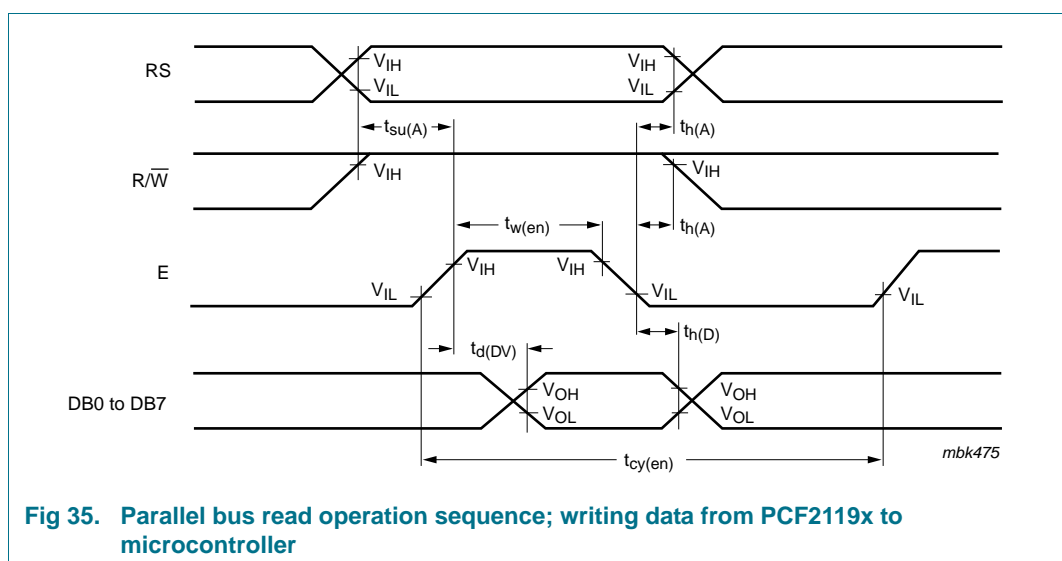 RS
VIH
VIL
VIH
VIL
tsu(A)
th(A)
R/W̅
VIH
VIH
tw(en)
th(A)
E
VIH
VIH
VIL
VIL
VIL
th(D)
td(DV)
DB0 to DB7
VOH
VOL
VOH
VOL
tcy(en)
mbk475
Fig 35. Parallel bus read operation sequence; writing data from PCF2119x to
microcontroller